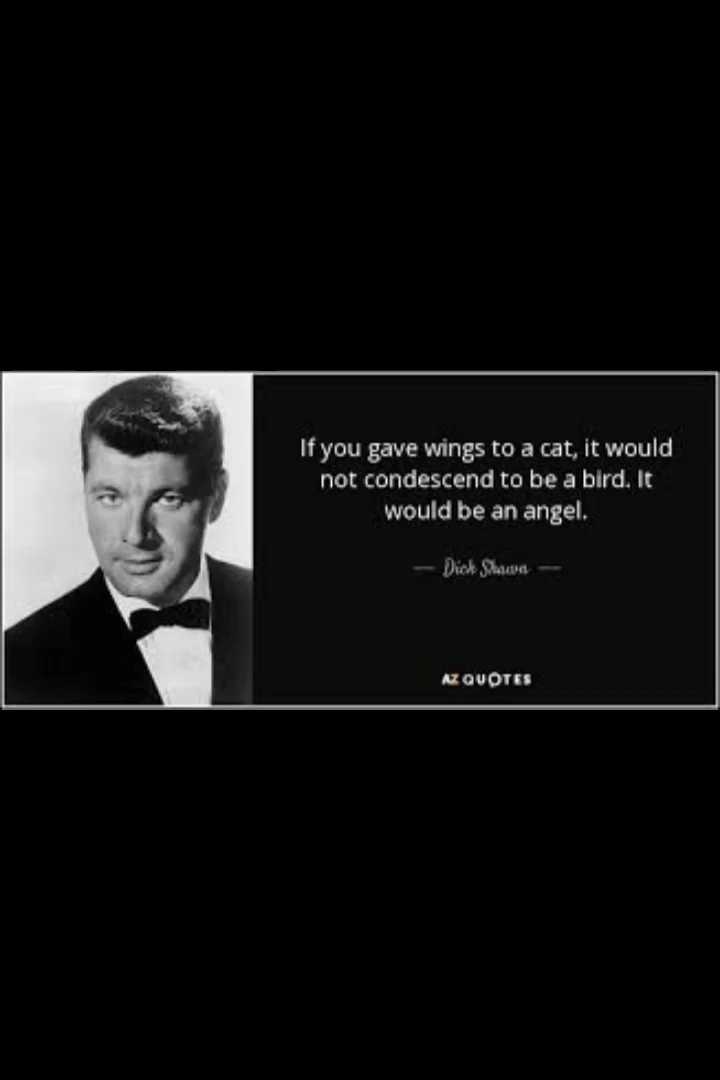 If you gave wings to a cat, it would
not condescend to be a bird. It
would be an angel.
— Dick Shawn —
AZ QUOTES